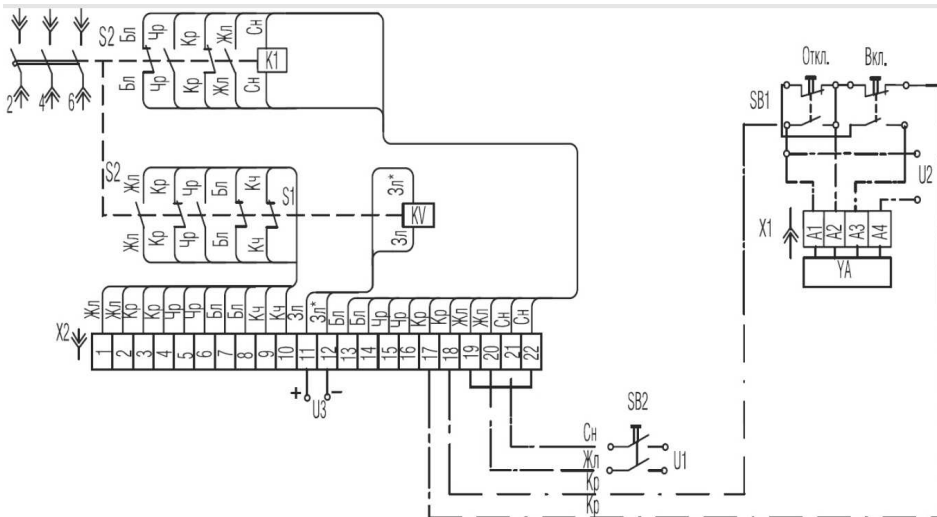 S2 Бл Чр Кр Жл Сн
K1
2 4 6
Бл Чр Кр Жл Сн
Откл. Вкл.
SB1
S2
Жл Кр Чр Бл Кч S1 Зл*
KV
Жл Кр Чр Бл Кч Зл
U2
X1
A1 A2 A3 A4
YA
Жл Жл Кр Кр Чр Чр Бл Бл Кч Кч Зл Зл* Бл Бл Чр Чр Кр Кр Жл Жл Сн Сн
X2
1 2 3 4 5 6 7 8 9 10 11 12 13 14 15 16 17 18 19 20 21 22
+ U3 −
SB2
Сн
Жл
U1
Кр
Кр